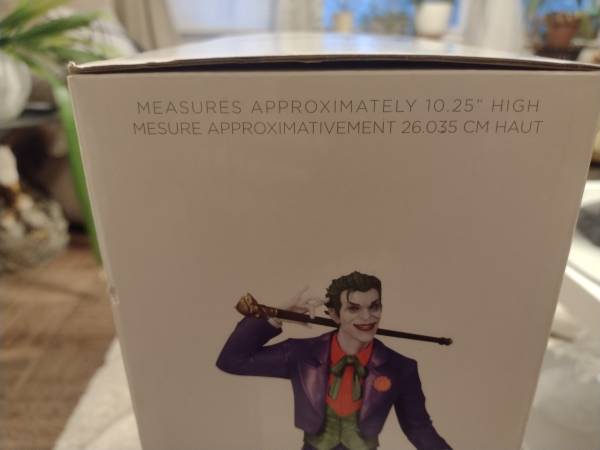 MEASURES APPROXIMATELY 10.25" HIGH
MESURE APPROXIMATIVEMENT 26.035 CM HAUT